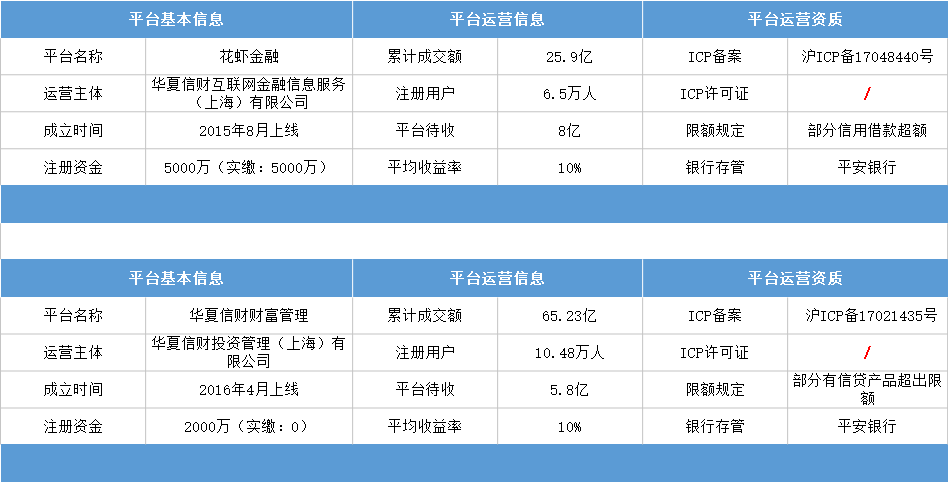 平台基本信息 平台运营信息 平台运营资质
平台名称 花虾金融 累计成交额 25.9亿 ICP备案 沪ICP备17048440号
运营主体 华夏信财互联网金融信息服务
（上海）有限公司 注册用户 6.5万人 ICP许可证 /
成立时间 2015年8月上线 平台待收 8亿 限额规定 部分信用借款超额
注册资金 5000万（实缴：5000万） 平均收益率 10% 银行存管 平安银行
平台基本信息 平台运营信息 平台运营资质
平台名称 华夏信财财富管理 累计成交额 65.23亿 ICP备案 沪ICP备17021435号
运营主体 华夏信财投资管理（上海）有
限公司 注册用户 10.48万人 ICP许可证 /
成立时间 2016年4月上线 平台待收 5.8亿 限额规定 部分有信贷产品超出限
额
注册资金 2000万（实缴：0） 平均收益率 10% 银行存管 平安银行